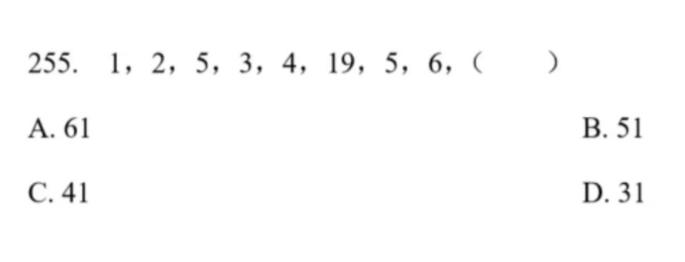 255. 1，2，5，3，4，19，5，6，（ ）
A. 61 B. 51
C. 41 D. 31